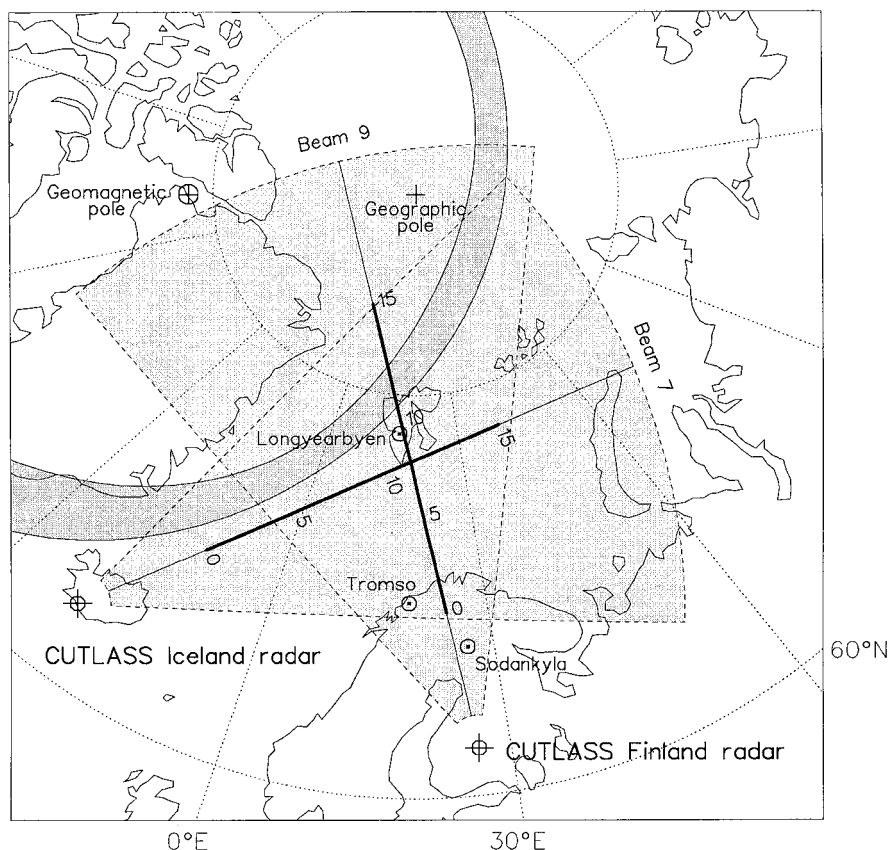 Beam 9
Geomagnetic
pole
Geographic
pole
15
Beam 7
10
Longyearbyen
15
10
5
5
0
Tromso
0
CUTLASS Iceland radar
Sodankyla
60°N
CUTLASS Finland radar
0°E
30°E